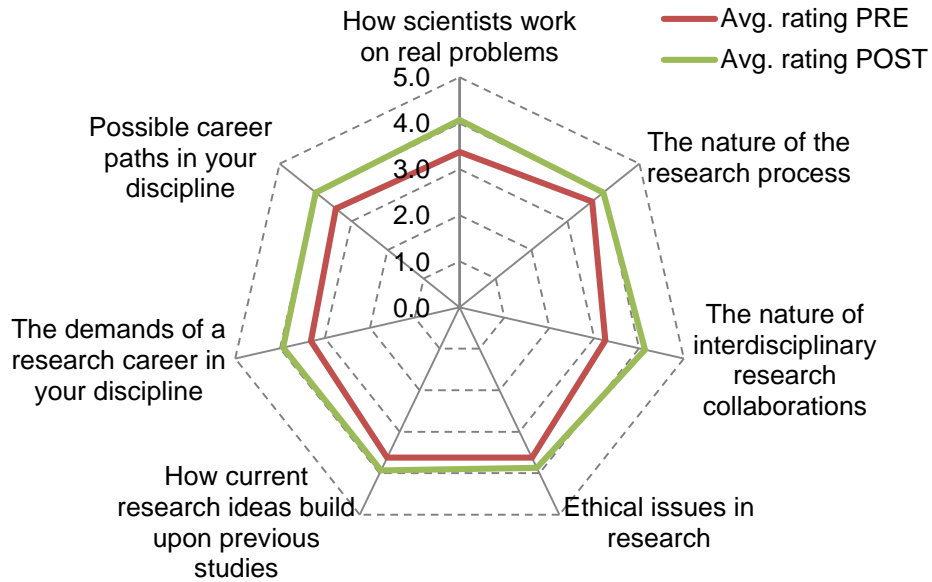 How scientists work
on real problems
Avg. rating PRE
Avg. rating POST
5.0
4.0
3.0
2.0
1.0
0.0
The nature of the
research process
The nature of
interdisciplinary
research
collaborations
Ethical issues in
research
How current
research ideas build
upon previous
studies
The demands of a
research career in
your discipline
Possible career
paths in your
discipline